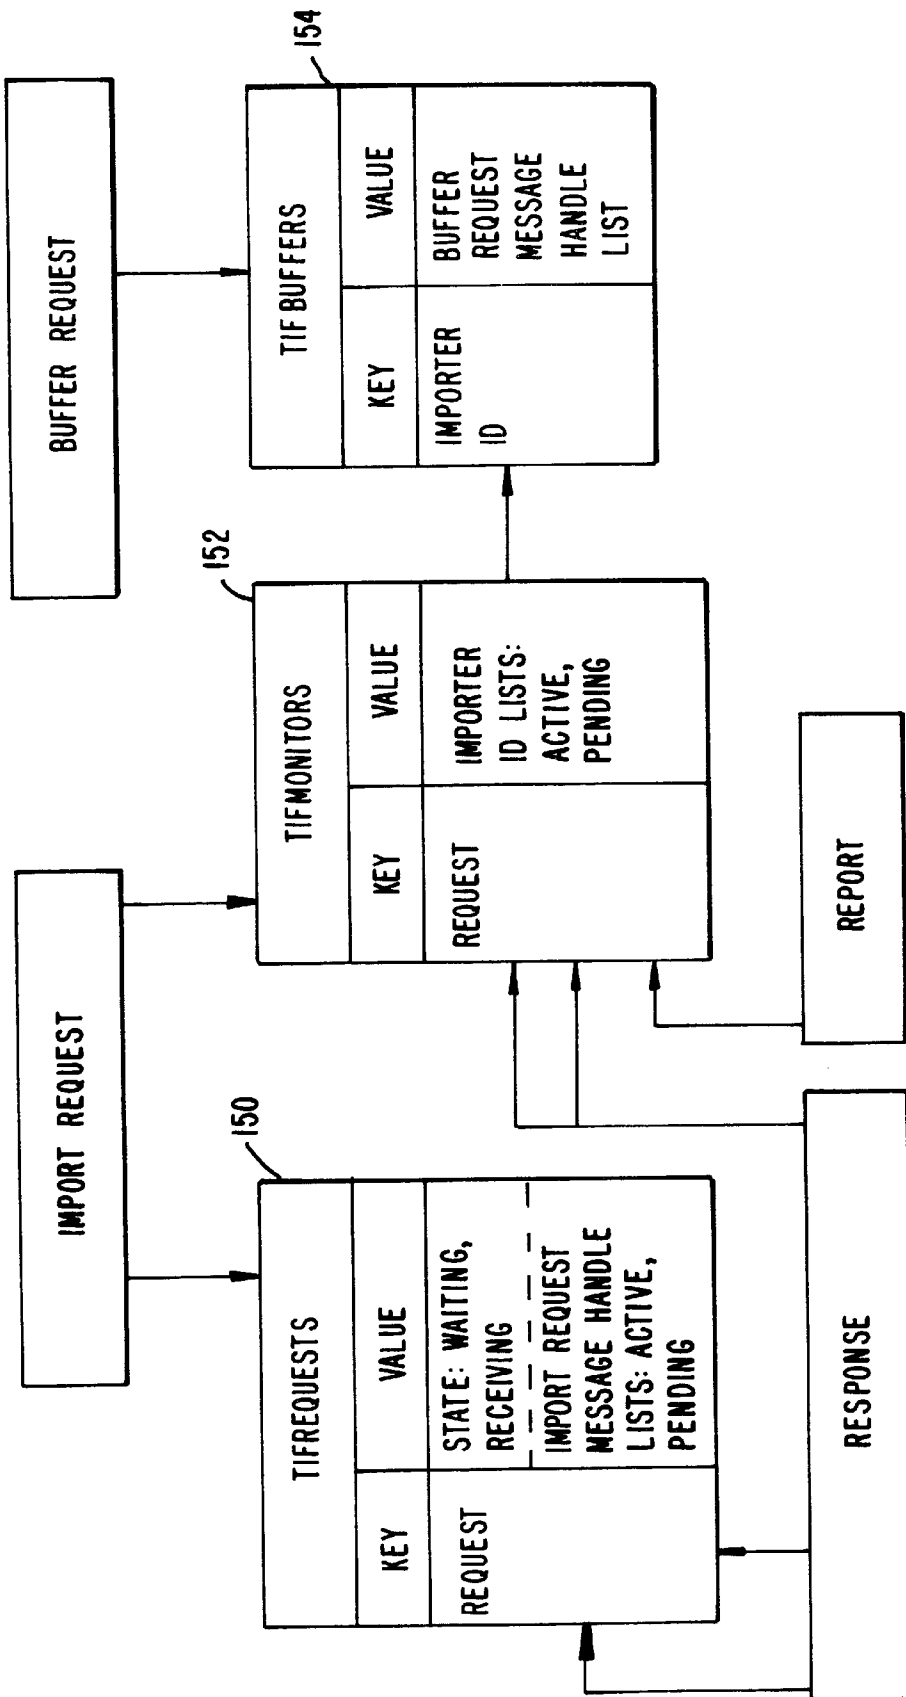 IMPORT REQUEST
BUFFER REQUEST
150
TIFREQUESTS
KEY
VALUE
REQUEST
STATE: WAITING,
RECEIVING
IMPORT REQUEST
MESSAGE HANDLE
LISTS: ACTIVE,
PENDING
152
TIFMONITORS
KEY
VALUE
REQUEST
IMPORTER
ID LISTS:
ACTIVE,
PENDING
154
TIF BUFFERS
KEY
VALUE
IMPORTER
ID
BUFFER
REQUEST
MESSAGE
HANDLE
LIST
RESPONSE
REPORT